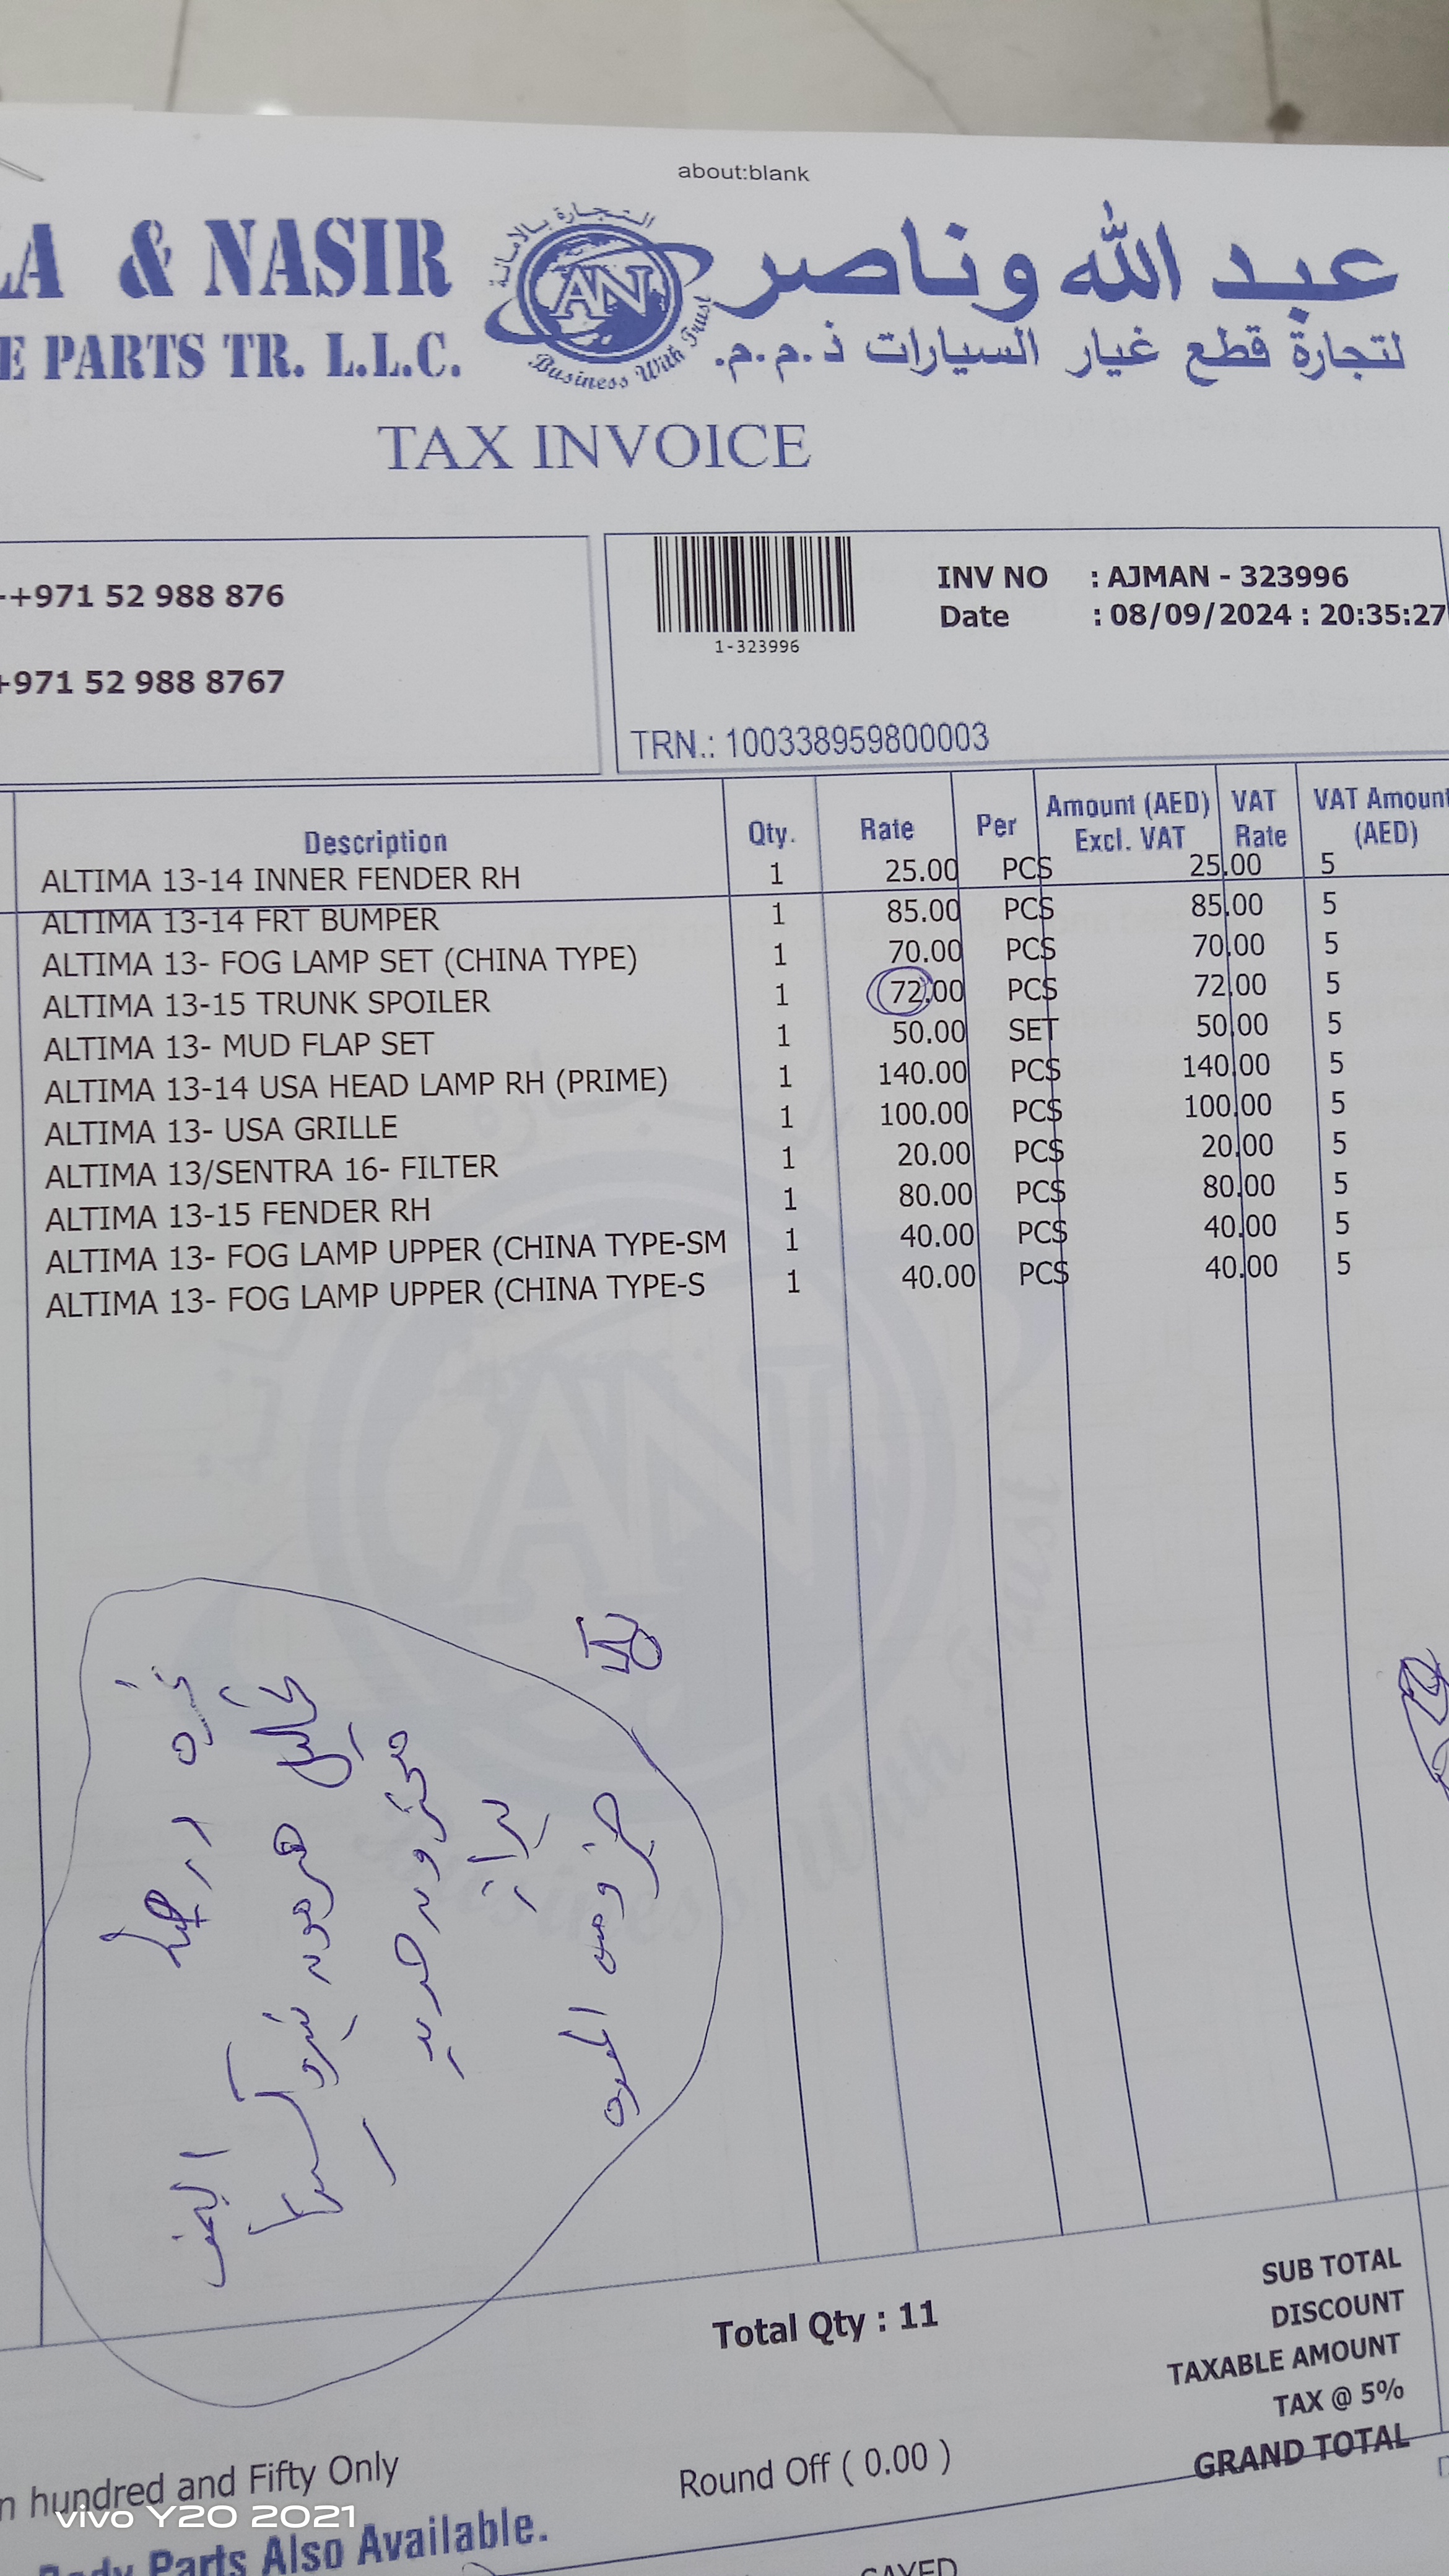 about:blank
LA & NASIR
عبد الله وناصر
التجارة بالأمانة
AN
Business With Trust
E PARTS TR. L.L.C.
لتجارة قطع غيار السيارات ذ.م.م.
TAX INVOICE
+971 52 988 876
+971 52 988 8767
1-323996
INV NO : AJMAN - 323996
Date : 08/09/2024 : 20:35:27
TRN.: 100338959800003
Description Qty. Rate Per Amount (AED) Excl. VAT VAT Rate VAT Amount (AED)
ALTIMA 13-14 INNER FENDER RH 1 25.00 PCS 25.00 5
ALTIMA 13-14 FRT BUMPER 1 85.00 PCS 85.00 5
ALTIMA 13- FOG LAMP SET (CHINA TYPE) 1 70.00 PCS 70.00 5
ALTIMA 13-15 TRUNK SPOILER 1 72.00 PCS 72.00 5
ALTIMA 13- MUD FLAP SET 1 50.00 SET 50.00 5
ALTIMA 13-14 USA HEAD LAMP RH (PRIME) 1 140.00 PCS 140.00 5
ALTIMA 13- USA GRILLE 1 100.00 PCS 100.00 5
ALTIMA 13/SENTRA 16- FILTER 1 20.00 PCS 20.00 5
ALTIMA 13-15 FENDER RH 1 80.00 PCS 80.00 5
ALTIMA 13- FOG LAMP UPPER (CHINA TYPE-SM 1 40.00 PCS 40.00 5
ALTIMA 13- FOG LAMP UPPER (CHINA TYPE-S 1 40.00 PCS 40.00 5
AN
Business With Trust
Total Qty : 11
SUB TOTAL
DISCOUNT
TAXABLE AMOUNT
TAX @ 5%
GRAND TOTAL
n hundred and Fifty Only
Round Off ( 0.00 )
Body Parts Also Available.
SAYED
vivo Y20 2021